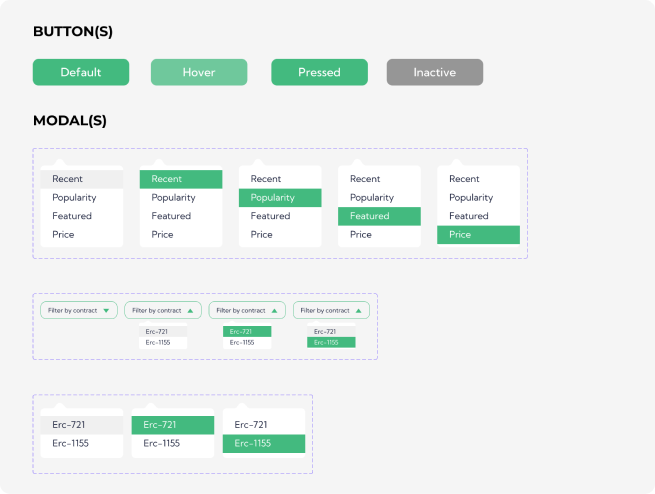 BUTTON(S)
Default Hover Pressed Inactive
MODAL(S)
Recent Recent Recent Recent Recent
Popularity Popularity Popularity Popularity Popularity
Featured Featured Featured Featured Featured
Price Price Price Price Price
Filter by contract Filter by contract Filter by contract Filter by contract
Erc-721 Erc-721 Erc-721
Erc-1155 Erc-1155 Erc-1155
Erc-721 Erc-721 Erc-721
Erc-1155 Erc-1155 Erc-1155